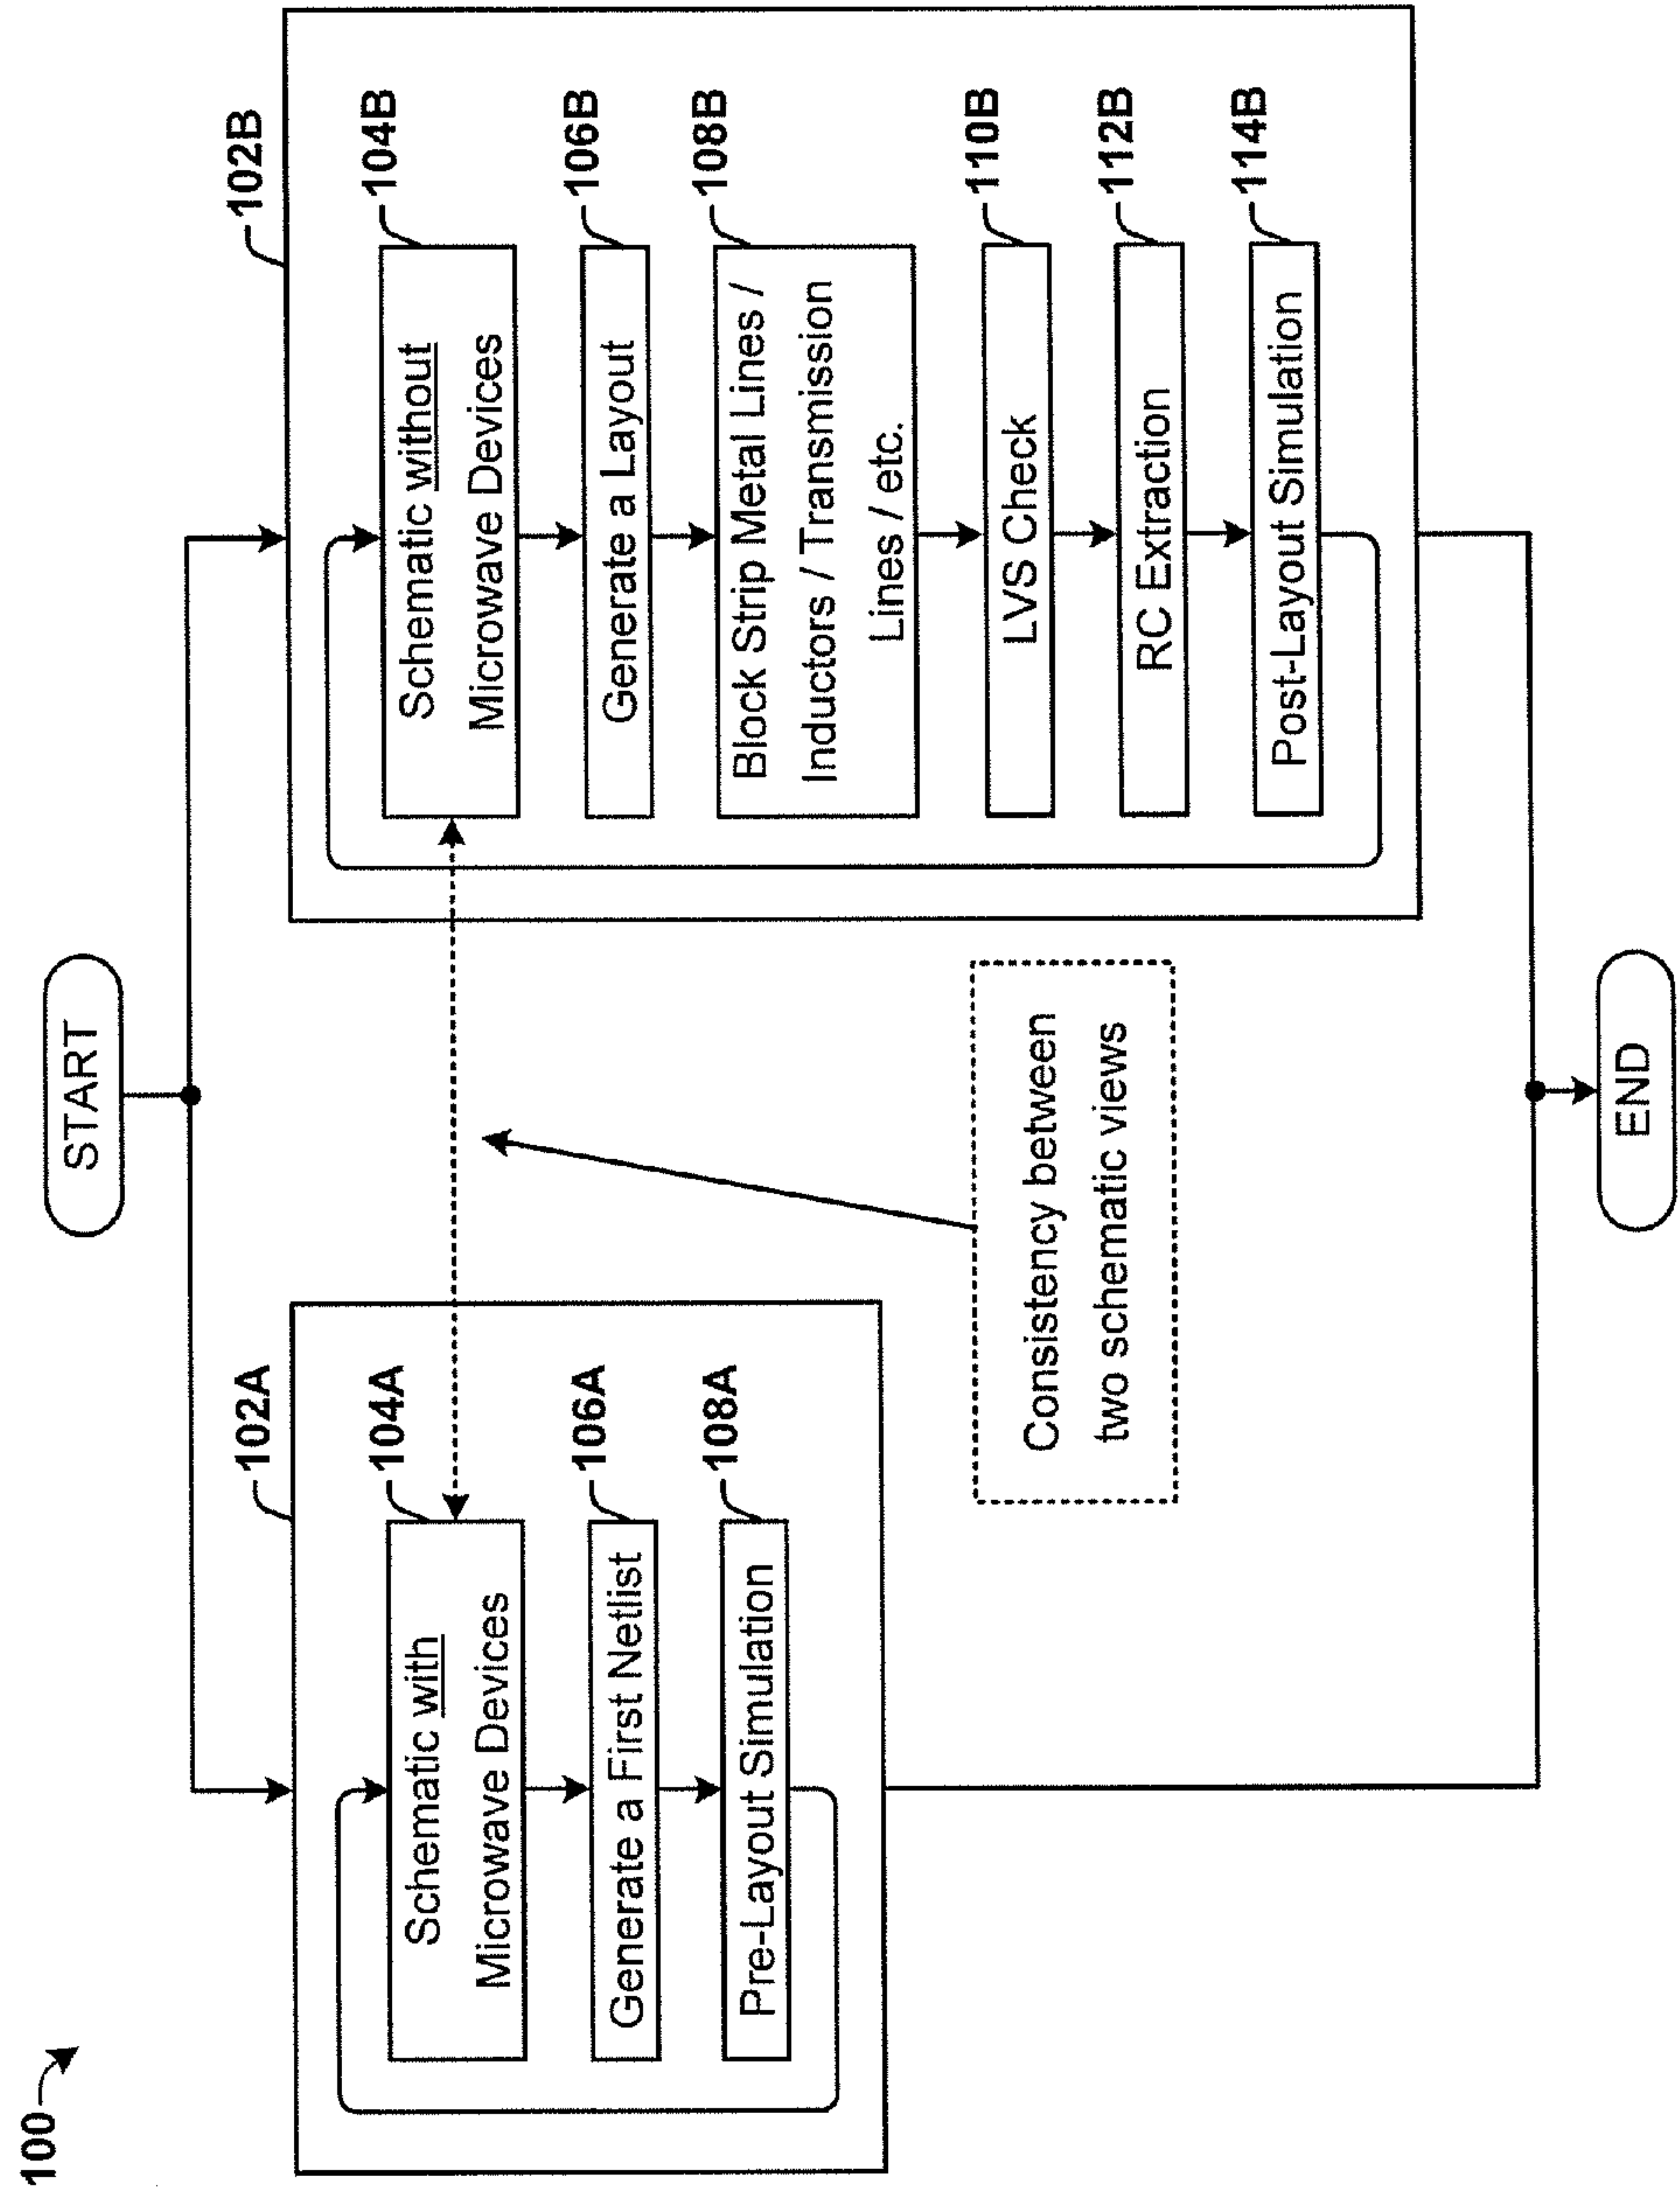 100
START
102A
104A
Schematic with
Microwave Devices
106A
Generate a First Netlist
108A
Pre-Layout Simulation
Consistency between
two schematic views
102B
104B
Schematic without
Microwave Devices
106B
Generate a Layout
108B
Block Strip Metal Lines /
Inductors / Transmission
Lines / etc.
110B
LVS Check
112B
RC Extraction
114B
Post-Layout Simulation
END